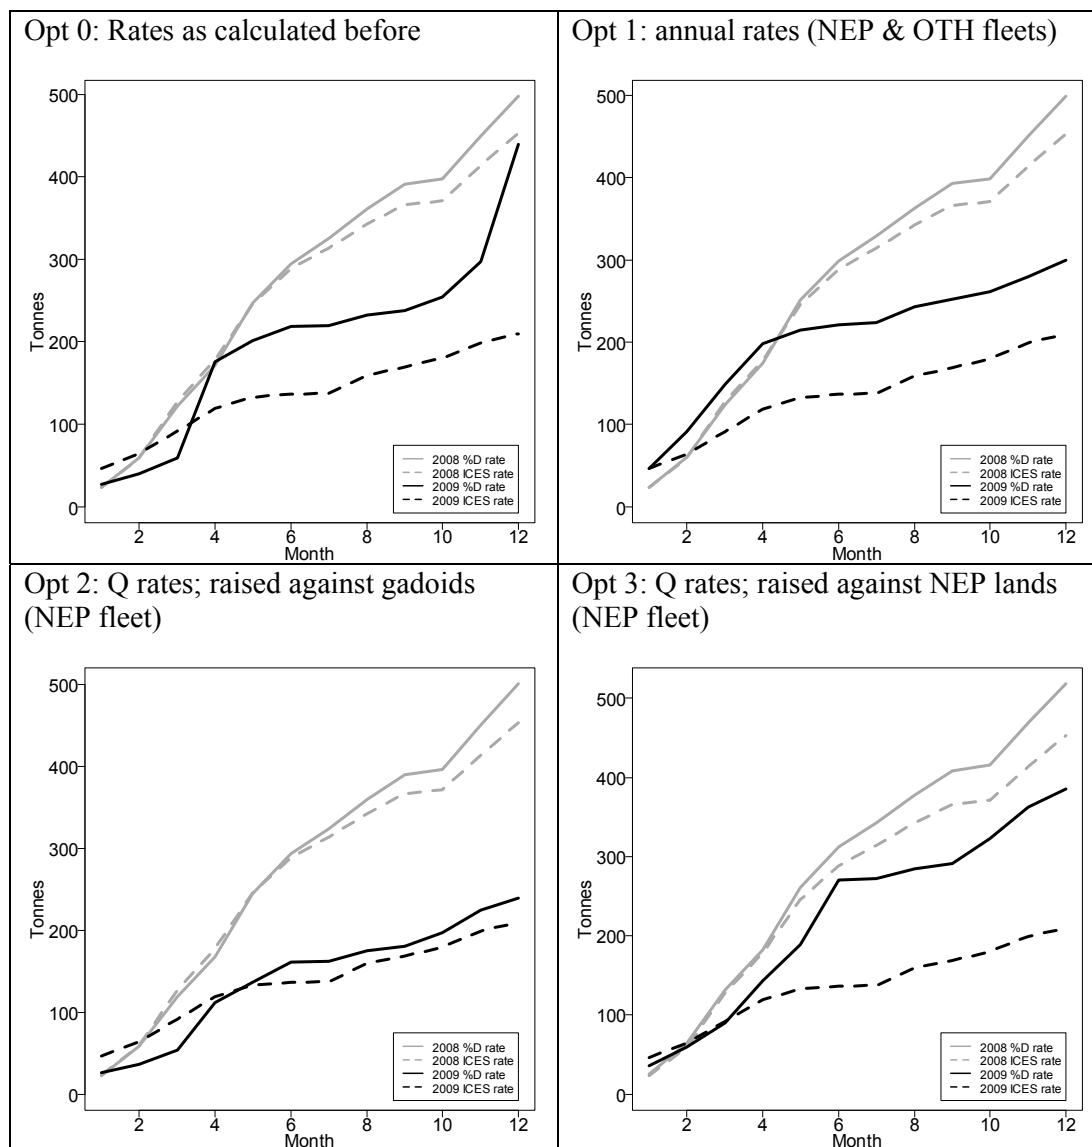 Opt 0: Rates as calculated before
500
400
300
200
100
0
Tonnes
2 4 6 8 10 12
Month
2008 %D rate
2008 ICES rate
2009 %D rate
2009 ICES rate
Opt 1: annual rates (NEP & OTH fleets)
500
400
300
200
100
0
Tonnes
2 4 6 8 10 12
Month
2008 %D rate
2008 ICES rate
2009 %D rate
2009 ICES rate
Opt 2: Q rates; raised against gadoids
(NEP fleet)
500
400
300
200
100
0
Tonnes
2 4 6 8 10 12
Month
2008 %D rate
2008 ICES rate
2009 %D rate
2009 ICES rate
Opt 3: Q rates; raised against NEP lands
(NEP fleet)
500
400
300
200
100
0
Tonnes
2 4 6 8 10 12
Month
2008 %D rate
2008 ICES rate
2009 %D rate
2009 ICES rate